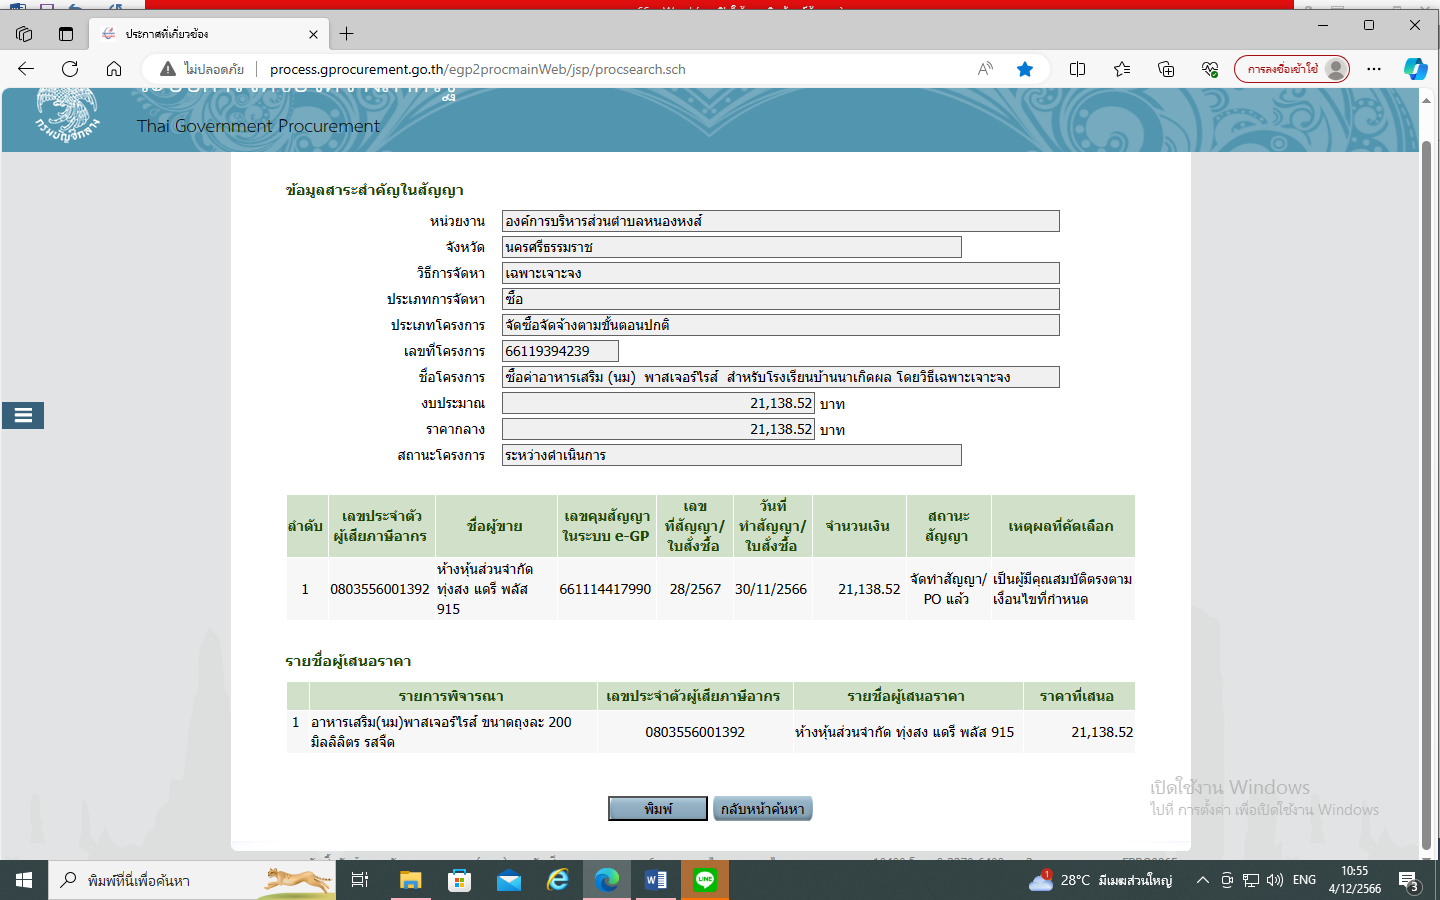 ประกาศที่เกี่ยวข้อง
ไม่ปลอดภัย process.gprocurement.go.th/egp2procmainWeb/jsp/procsearch.sch
การลงชื่อเข้าใช้
กรมบัญชีกลาง
Thai Government Procurement
ข้อมูลสาระสำคัญในสัญญา
หน่วยงาน องค์การบริหารส่วนตำบลหนองหงส์
จังหวัด นครศรีธรรมราช
วิธีการจัดหา เฉพาะเจาะจง
ประเภทการจัดหา ซื้อ
ประเภทโครงการ จัดซื้อจัดจ้างตามขั้นตอนปกติ
เลขที่โครงการ 66119394239
ชื่อโครงการ ซื้อค่าอาหารเสริม (นม) พาสเจอร์ไรส์ สำหรับโรงเรียนบ้านนาเกิดผล โดยวิธีเฉพาะเจาะจง
งบประมาณ 21,138.52 บาท
ราคากลาง 21,138.52 บาท
สถานะโครงการ ระหว่างดำเนินการ
ลำดับ เลขประจำตัวผู้เสียภาษีอากร ชื่อผู้ขาย เลขคุมสัญญาในระบบ e-GP เลขที่สัญญา/ใบสั่งซื้อ วันที่ทำสัญญา/ใบสั่งซื้อ จำนวนเงิน สถานะสัญญา เหตุผลที่คัดเลือก
1 0803556001392 ห้างหุ้นส่วนจำกัด ทุ่งสง แดรี่ พลัส 915 661114417990 28/2567 30/11/2566 21,138.52 จัดทำสัญญา/PO แล้ว เป็นผู้มีคุณสมบัติตรงตามเงื่อนไขที่กำหนด
รายชื่อผู้เสนอราคา
รายการพิจารณา เลขประจำตัวผู้เสียภาษีอากร รายชื่อผู้เสนอราคา ราคาที่เสนอ
1 อาหารเสริม(นม)พาสเจอร์ไรส์ ขนาดถุงละ 200 มิลลิลิตร รสจืด 0803556001392 ห้างหุ้นส่วนจำกัด ทุ่งสง แดรี่ พลัส 915 21,138.52
พิมพ์ กลับหน้าค้นหา
เปิดใช้งาน Windows
ไปที่ การตั้งค่า เพื่อเปิดใช้งาน Windows
พิมพ์ที่นี่เพื่อค้นหา
LINE
1 28°C มีเมฆส่วนใหญ่ ENG
10:55
4/12/2566
3